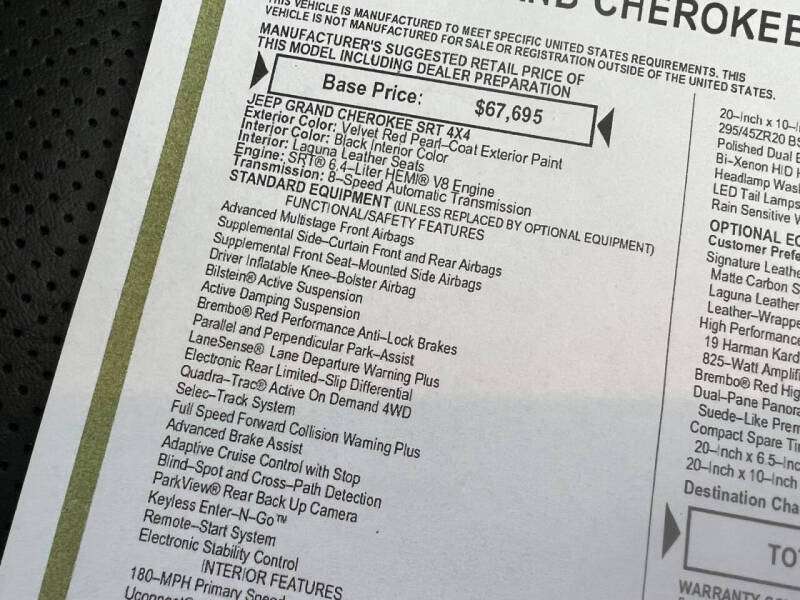 GRAND CHEROKEE
THIS VEHICLE IS MANUFACTURED TO MEET SPECIFIC UNITED STATES REQUIREMENTS. THIS
VEHICLE IS NOT MANUFACTURED FOR SALE OR REGISTRATION OUTSIDE OF THE UNITED STATES.
MANUFACTURER'S SUGGESTED RETAIL PRICE OF
THIS MODEL INCLUDING DEALER PREPARATION
Base Price: $67,695
JEEP GRAND CHEROKEE SRT 4X4
Exterior Color: Velvet Red Pearl–Coat Exterior Paint
Interior Color: Black Interior Color
Interior: Laguna Leather Seats
Engine: SRT® 6.4–Liter HEMI® V8 Engine
Transmission: 8–Speed Automatic Transmission
STANDARD EQUIPMENT (UNLESS REPLACED BY OPTIONAL EQUIPMENT)
FUNCTIONAL/SAFETY FEATURES
Advanced Multistage Front Airbags
Supplemental Side–Curtain Front and Rear Airbags
Supplemental Front Seat–Mounted Side Airbags
Driver Inflatable Knee–Bolster Airbag
Bilstein® Active Suspension
Active Damping Suspension
Brembo® Red Performance Anti–Lock Brakes
Parallel and Perpendicular Park–Assist
LaneSense® Lane Departure Warning Plus
Electronic Rear Limited–Slip Differential
Quadra–Trac® Active On Demand 4WD
Selec–Track System
Full Speed Forward Collision Warning Plus
Advanced Brake Assist
Adaptive Cruise Control with Stop
Blind–Spot and Cross–Path Detection
ParkView® Rear Back Up Camera
Keyless Enter–N–Go™
Remote–Start System
Electronic Stability Control
INTERIOR FEATURES
180–MPH Primary Speed
20–Inch x 10–I
295/45ZR20 BS
Polished Dual E
Bi–Xenon HID H
Headlamp Wash
LED Tail Lamps
Rain Sensitive W
OPTIONAL EQ
Customer Prefe
Signature Leathe
Matte Carbon S
Laguna Leather
Leather–Wrappe
High Performance
19 Harman Kard
825–Watt Amplifi
Brembo® Red Hig
Dual–Pane Panora
Suede–Like Prem
Compact Spare Tir
20–Inch x 6.5–Inc
20–Inch x 10–Inch
Destination Cha
TOT
WARRANTY CO